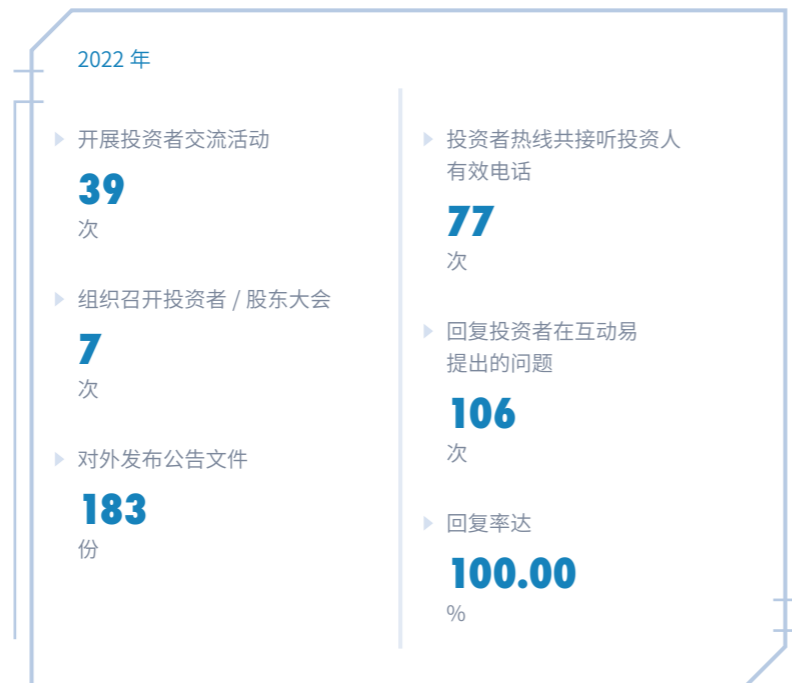 2022 年
开展投资者交流活动
39
次
组织召开投资者 / 股东大会
7
次
对外发布公告文件
183
份
投资者热线共接听投资人
有效电话
77
次
回复投资者在互动易
提出的问题
106
次
回复率达
100.00
%